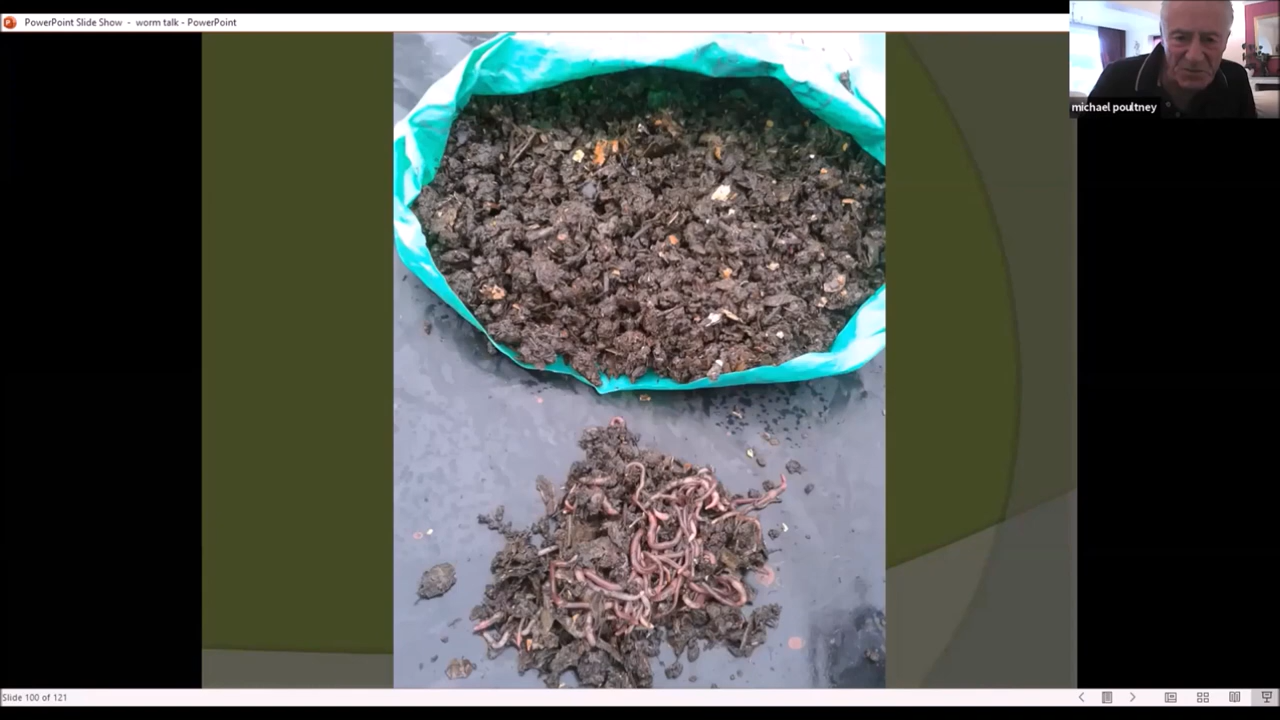 PowerPoint Slide Show - worm talk - PowerPoint
michael poultney
Slide 100 of 121